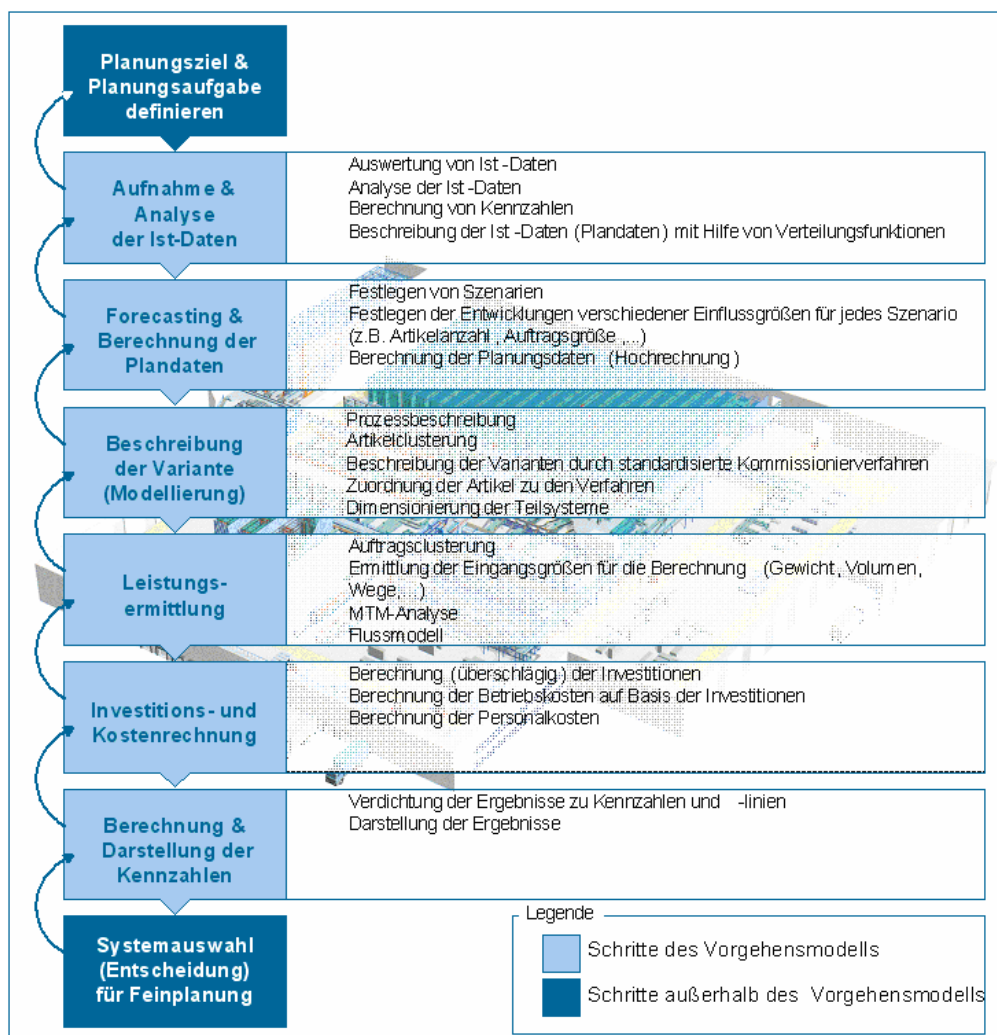 Planungsziel &
Planungsaufgabe
definieren
Aufnahme &
Analyse
der Ist-Daten
Auswertung von Ist -Daten
Analyse der Ist -Daten
Berechnung von Kennzahlen
Beschreibung der Ist -Daten (Plandaten) mit Hilfe von Verteilungsfunktionen
Forecasting &
Berechnung der
Plandaten
Festlegen von Szenarien
Festlegen der Entwicklungen verschiedener Einflussgrößen für jedes Szenario
(z.B. Artikelanzahl , Auftragsgröße ,...)
Berechnung der Planungsdaten (Hochrechnung )
Beschreibung
der Variante
(Modellierung)
Prozessbeschreibung
Artikelclusterung
Beschreibung der Varianten durch standardisierte Kommissionierverfahren
Zuordnung der Artikel zu den Verfahren
Dimensionierung der Teilsysteme
Leistungs-
ermittlung
Auftragsclusterung
Ermittlung der Eingangsgrößen für die Berechnung (Gewicht, Volumen,
Wege,...)
MTM-Analyse
Flussmodell
Investitions- und
Kostenrechnung
Berechnung (überschlägig ) der Investitionen
Berechnung der Betriebskosten auf Basis der Investitionen
Berechnung der Personalkosten
Berechnung &
Darstellung der
Kennzahlen
Verdichtung der Ergebnisse zu Kennzahlen und -linien
Darstellung der Ergebnisse
Systemauswahl
(Entscheidung)
für Feinplanung
Legende
Schritte des Vorgehensmodells
Schritte außerhalb des Vorgehensmodells